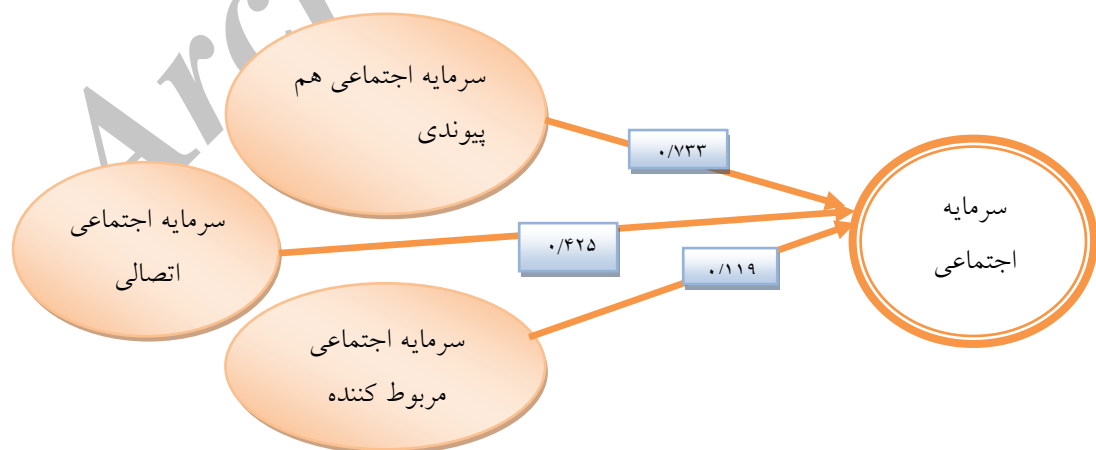 سرمایه اجتماعی هم
پیوندی
۰/۷۳۳
سرمایه
اجتماعی
سرمایه اجتماعی
اتصالی
۰/۴۲۵
۰/۱۱۹
سرمایه اجتماعی
مربوط کننده